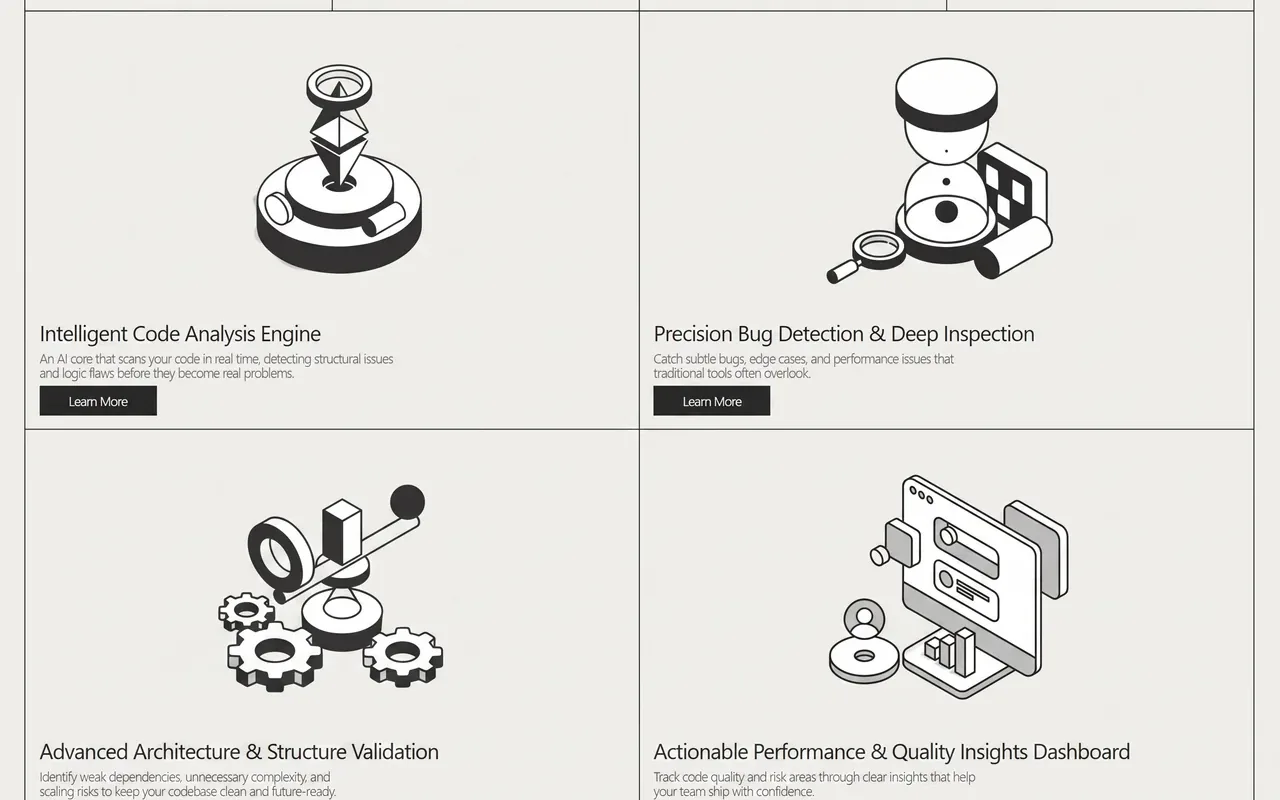 Intelligent Code Analysis Engine
An AI core that scans your code in real time, detecting structural issues
and logic flaws before they become real problems.
Learn More
Precision Bug Detection & Deep Inspection
Catch subtle bugs, edge cases, and performance issues that
traditional tools often overlook.
Learn More
Advanced Architecture & Structure Validation
Identify weak dependencies, unnecessary complexity, and
scaling risks to keep your codebase clean and future-ready.
Actionable Performance & Quality Insights Dashboard
Track code quality and risk areas through clear insights that help
your team ship with confidence.